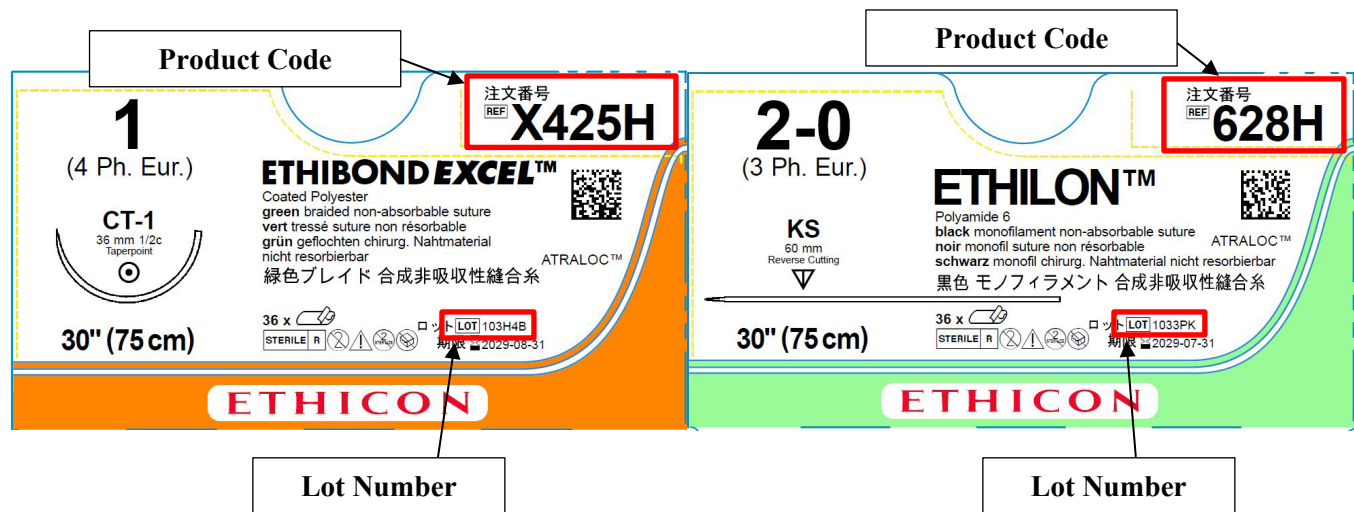 Product Code
1
(4 Ph. Eur.)
注文番号
REF X425H
ETHIBOND EXCEL™
Coated Polyester
green braided non-absorbable suture
vert tressé suture non résorbable
grün geflochten chirurg. Nahtmaterial
nicht resorbierbar
緑色ブレイド 合成非吸収性縫合糸
CT-1
36 mm 1/2c
Taperpoint
ATRALOC™
30" (75 cm)
36 x
STERILE R
2
2
STERILIZE
ロット LOT 103H4B
期限 2029-08-31
ETHICON
Lot Number
Product Code
2-0
(3 Ph. Eur.)
注文番号
REF 628H
ETHILON™
Polyamide 6
black monofilament non-absorbable suture
noir monofil suture non résorbable
schwarz monofil chirurg. Nahtmaterial nicht resorbierbar
黒色 モノフィラメント 合成非吸収性縫合糸
KS
60 mm
Reverse Cutting
ATRALOC™
30" (75 cm)
36 x
STERILE R
2
2
STERILIZE
ロット LOT 1033PK
期限 2029-07-31
ETHICON
Lot Number